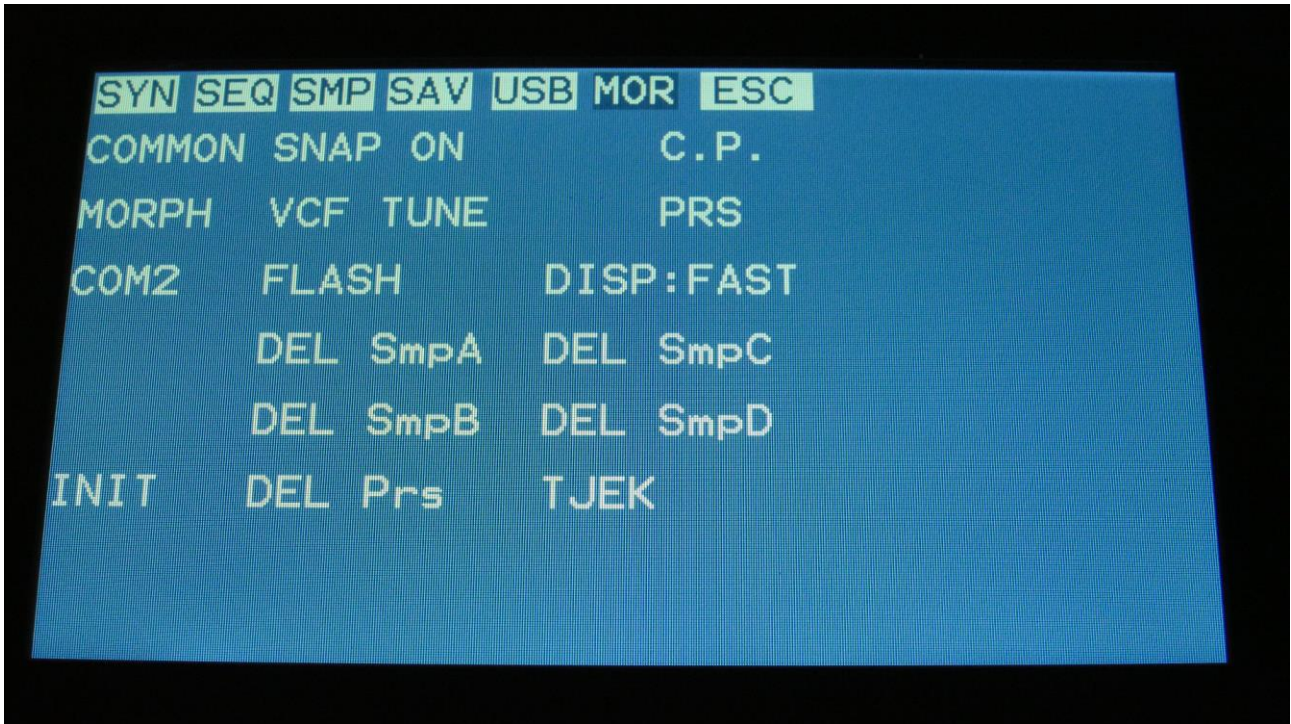 SYN SEQ SMP SAV USB MOR ESC
COMMON SNAP ON C.P.
MORPH VCF TUNE PRS
COM2 FLASH DISP:FAST
DEL SmpA DEL SmpC
DEL SmpB DEL SmpD
INIT DEL Prs TJEK